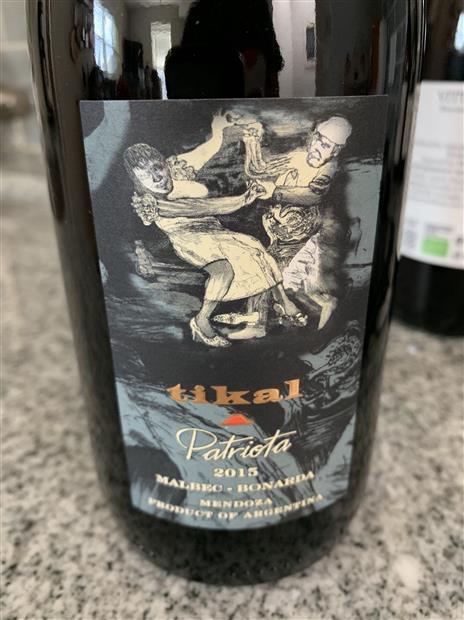 tikal
Patriota
2015
MALBEC - BONARDA
MENDOZA
PRODUCT OF ARGENTINA